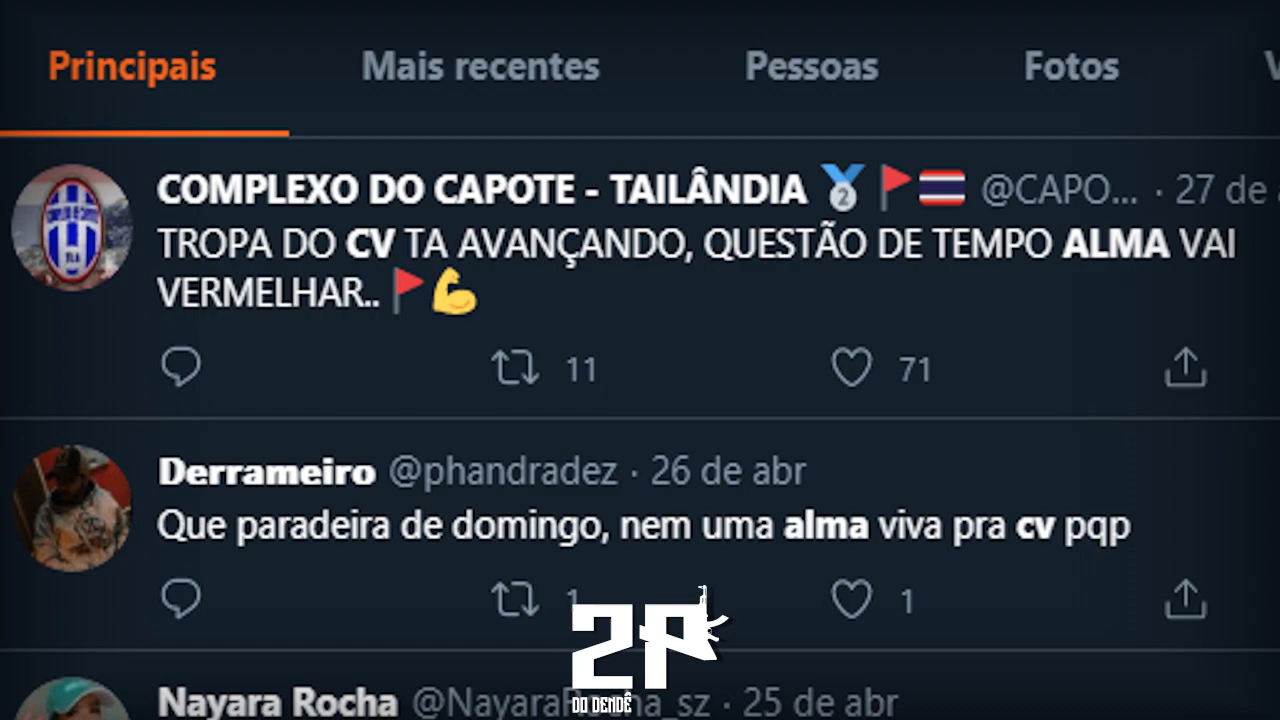 Principais Mais recentes Pessoas Fotos
COMPLEXO DO CAPOTE - TAILÂNDIA @CAPO... · 27 de
TROPA DO CV TA AVANÇANDO, QUESTÃO DE TEMPO ALMA VAI
VERMELHAR..
11 71
Derrameiro @phandradez · 26 de abr
Que paradeira de domingo, nem uma alma viva pra cv pqp
1 1
2P
DO DENDÊ
Nayara Rocha @NayaraRocha_sz · 25 de abr